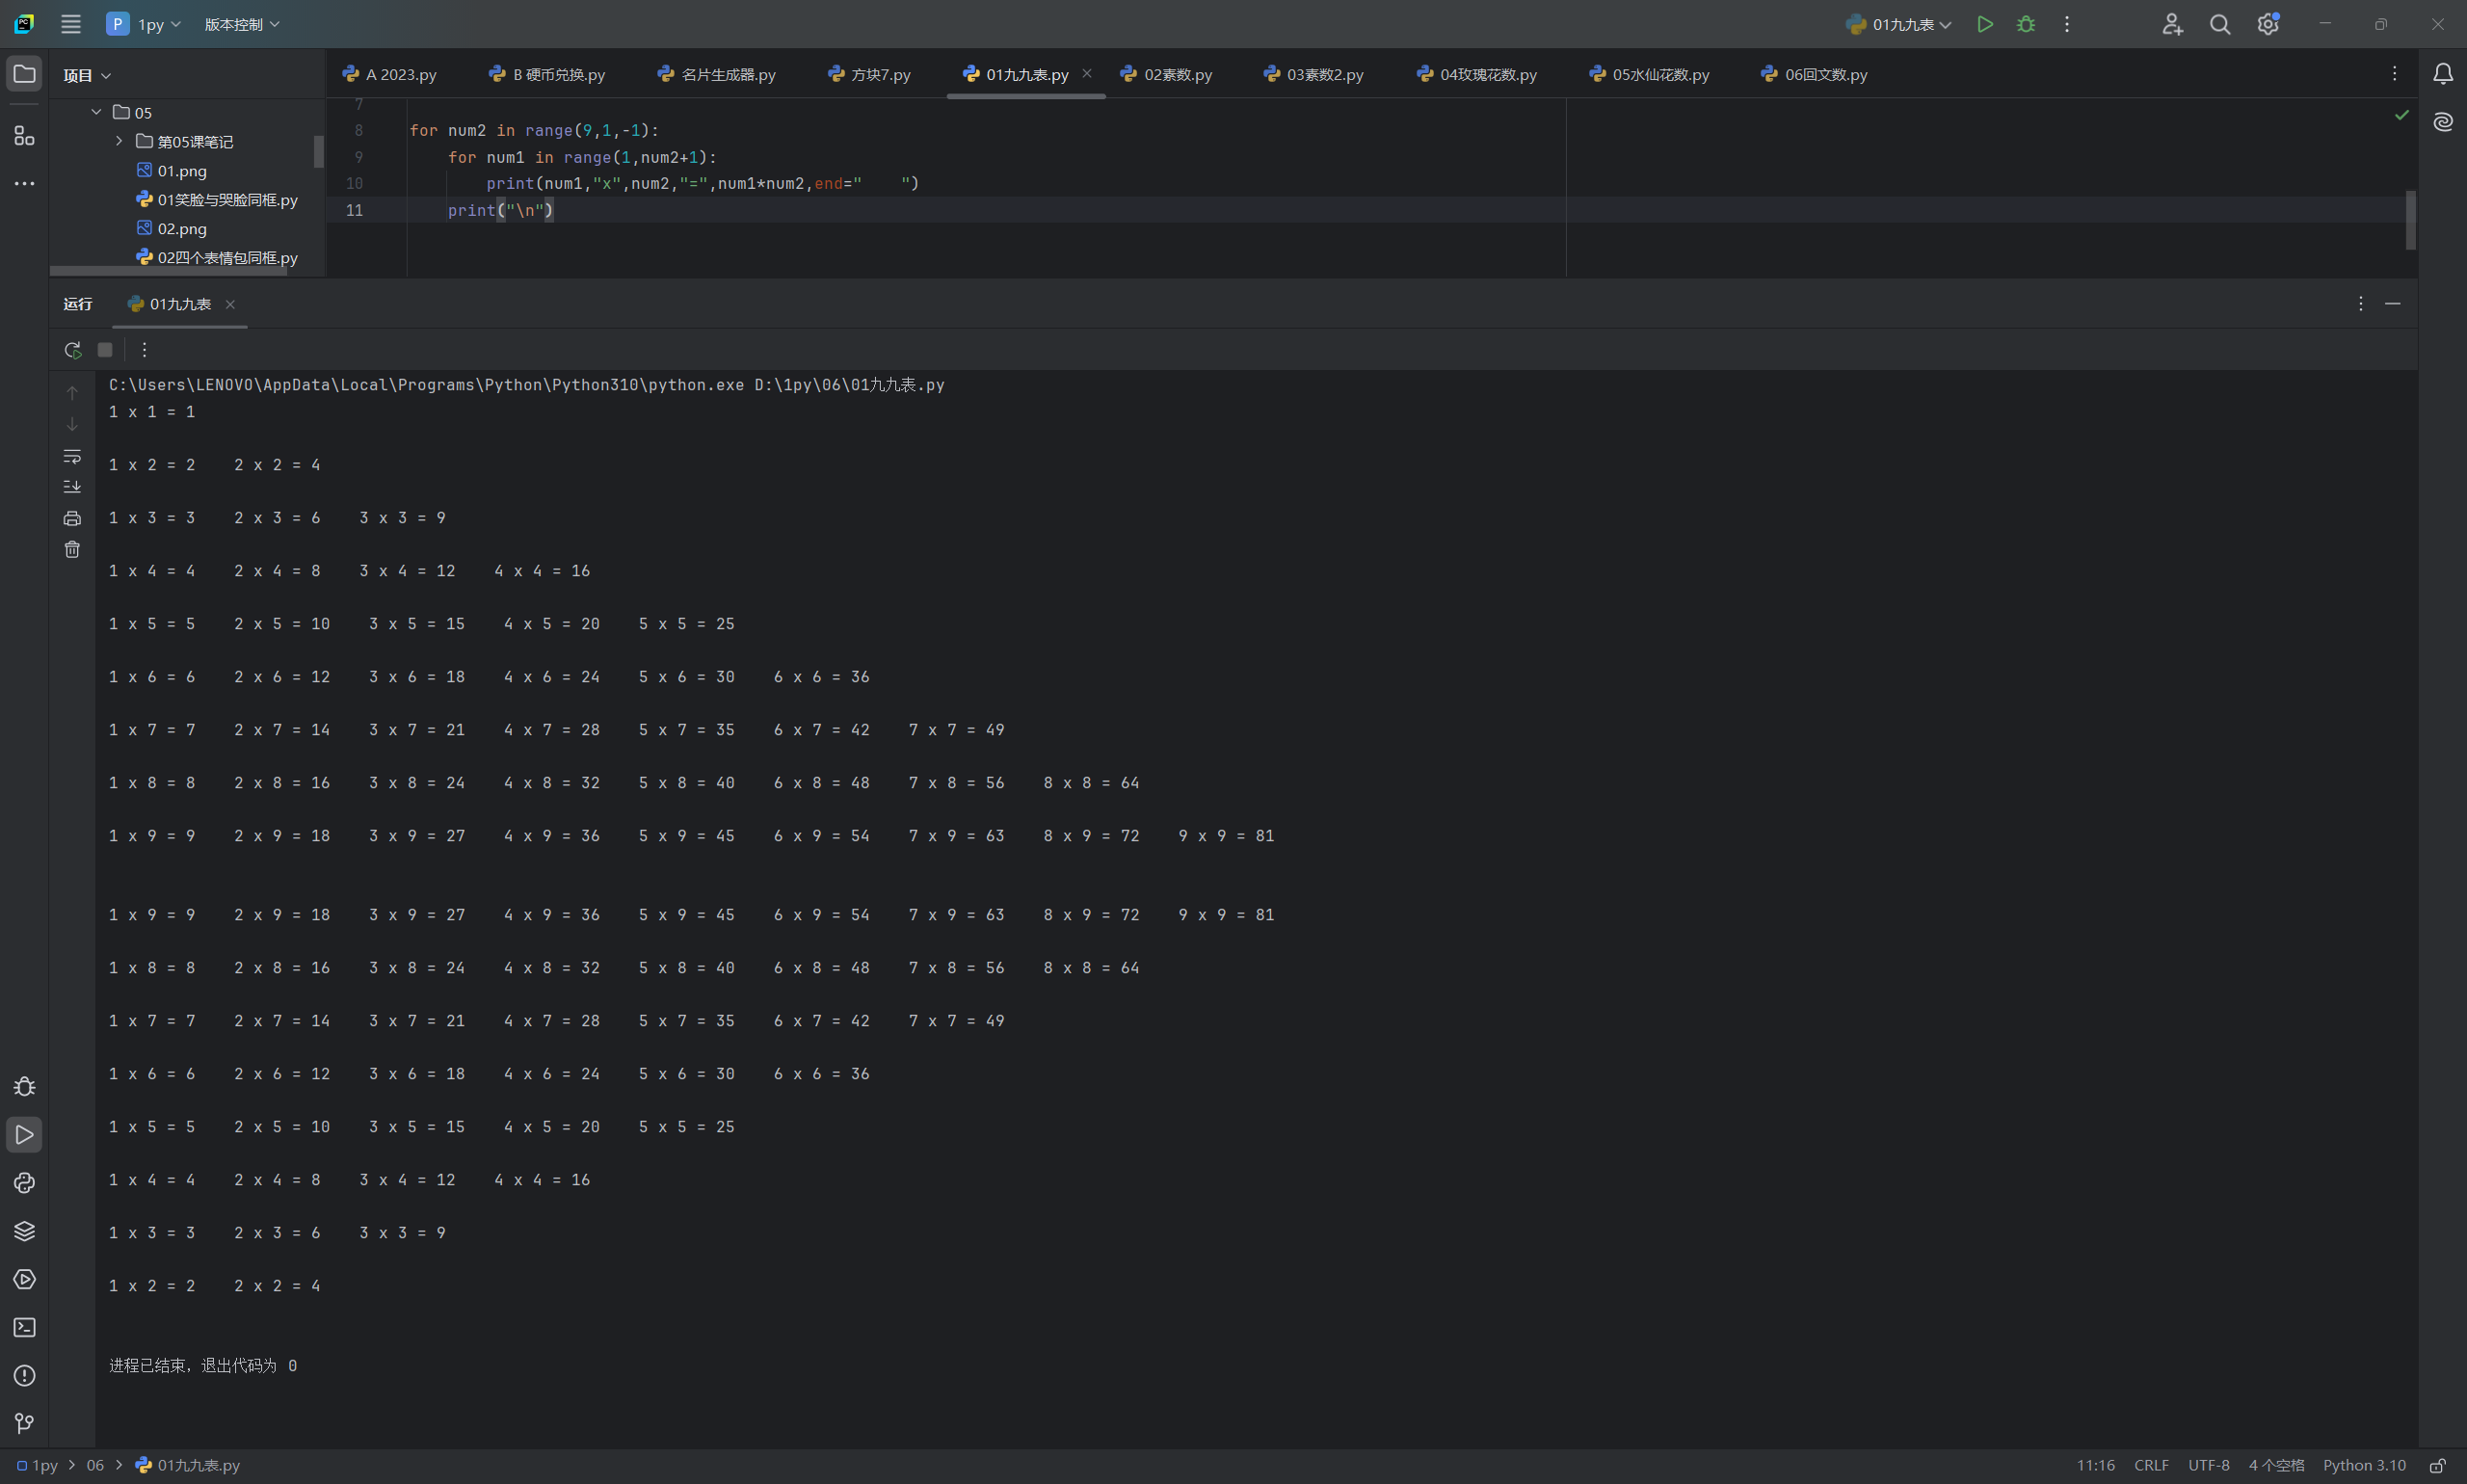 P 1py 版本控制 01九九表
项目 A 2023.py B 硬币兑换.py 名片生成器.py 方块7.py 01九九表.py 02素数.py 03素数2.py 04玫瑰花数.py 05水仙花数.py 06回文数.py
05
第05课笔记
01.png
01笑脸与哭脸同框.py
02.png
02四个表情包同框.py
7
8 for num2 in range(9,1,-1):
9     for num1 in range(1,num2+1):
10         print(num1,"x",num2,"=",num1*num2,end="    ")
11     print("\n")
运行 01九九表
C:\Users\LENOVO\AppData\Local\Programs\Python\Python310\python.exe D:\1py\06\01九九表.py
1 x 1 = 1
1 x 2 = 2    2 x 2 = 4
1 x 3 = 3    2 x 3 = 6    3 x 3 = 9
1 x 4 = 4    2 x 4 = 8    3 x 4 = 12    4 x 4 = 16
1 x 5 = 5    2 x 5 = 10    3 x 5 = 15    4 x 5 = 20    5 x 5 = 25
1 x 6 = 6    2 x 6 = 12    3 x 6 = 18    4 x 6 = 24    5 x 6 = 30    6 x 6 = 36
1 x 7 = 7    2 x 7 = 14    3 x 7 = 21    4 x 7 = 28    5 x 7 = 35    6 x 7 = 42    7 x 7 = 49
1 x 8 = 8    2 x 8 = 16    3 x 8 = 24    4 x 8 = 32    5 x 8 = 40    6 x 8 = 48    7 x 8 = 56    8 x 8 = 64
1 x 9 = 9    2 x 9 = 18    3 x 9 = 27    4 x 9 = 36    5 x 9 = 45    6 x 9 = 54    7 x 9 = 63    8 x 9 = 72    9 x 9 = 81
1 x 9 = 9    2 x 9 = 18    3 x 9 = 27    4 x 9 = 36    5 x 9 = 45    6 x 9 = 54    7 x 9 = 63    8 x 9 = 72    9 x 9 = 81
1 x 8 = 8    2 x 8 = 16    3 x 8 = 24    4 x 8 = 32    5 x 8 = 40    6 x 8 = 48    7 x 8 = 56    8 x 8 = 64
1 x 7 = 7    2 x 7 = 14    3 x 7 = 21    4 x 7 = 28    5 x 7 = 35    6 x 7 = 42    7 x 7 = 49
1 x 6 = 6    2 x 6 = 12    3 x 6 = 18    4 x 6 = 24    5 x 6 = 30    6 x 6 = 36
1 x 5 = 5    2 x 5 = 10    3 x 5 = 15    4 x 5 = 20    5 x 5 = 25
1 x 4 = 4    2 x 4 = 8    3 x 4 = 12    4 x 4 = 16
1 x 3 = 3    2 x 3 = 6    3 x 3 = 9
1 x 2 = 2    2 x 2 = 4
进程已结束，退出代码为 0
1py > 06 > 01九九表.py 11:16 CRLF UTF-8 4 个空格 Python 3.10